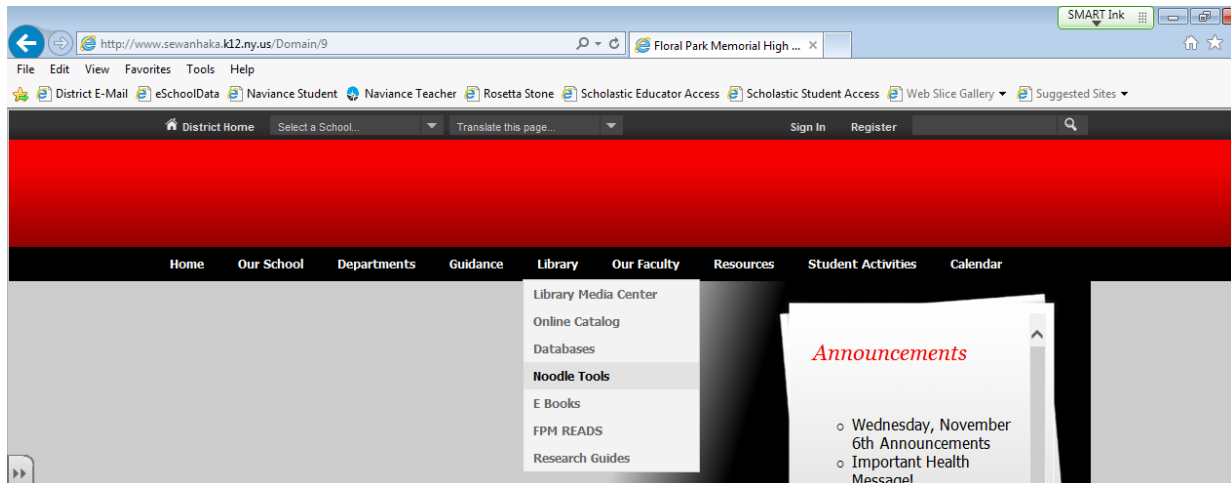 SMART Ink
http://www.sewanhaka.k12.ny.us/Domain/9
Floral Park Memorial High ...
File Edit View Favorites Tools Help
District E-Mail eSchoolData Naviance Student Naviance Teacher Rosetta Stone Scholastic Educator Access Scholastic Student Access Web Slice Gallery Suggested Sites
District Home Select a School... Translate this page... Sign In Register
Home Our School Departments Guidance Library Our Faculty Resources Student Activities Calendar
Library Media Center
Online Catalog
Databases
Noodle Tools
E Books
FPM READS
Research Guides
Announcements
Wednesday, November
6th Announcements
Important Health
Message!